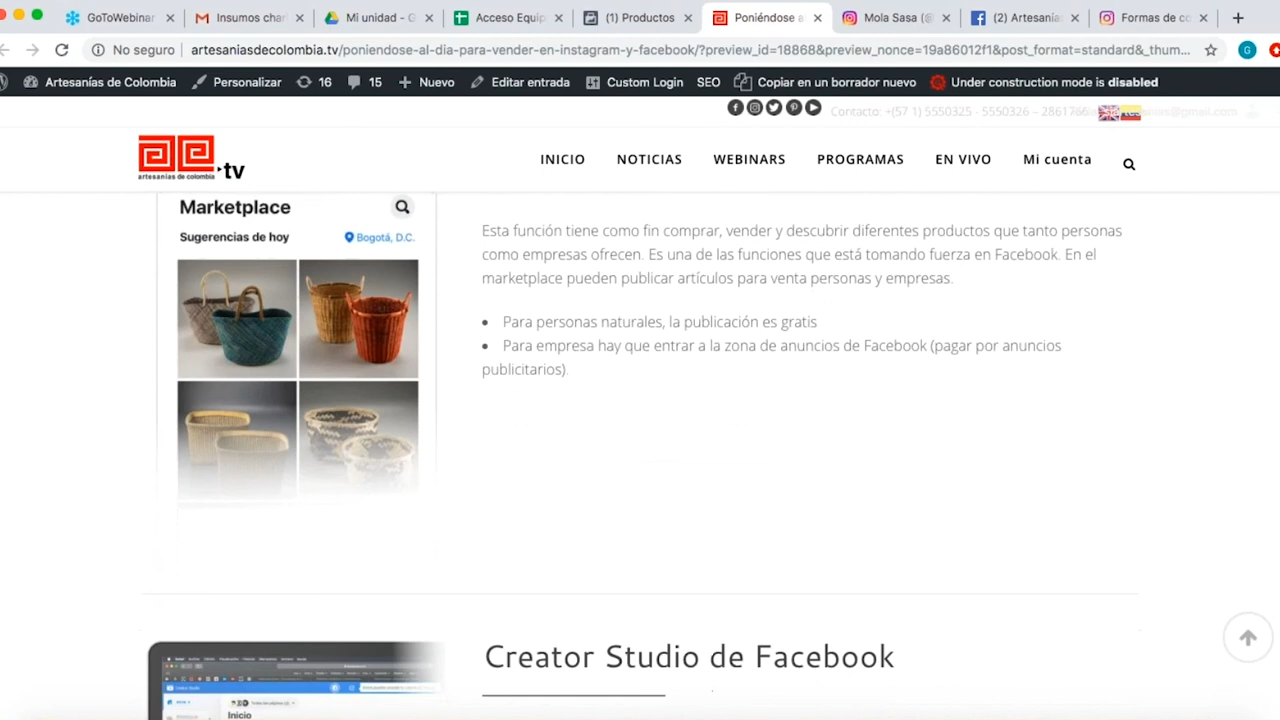 GoToWebinar
Insumos char
Mi unidad - G
Acceso Equip
(1) Productos
Poniéndose a
Mola Sasa (@
(2) Artesanía
Formas de co
No seguro
artesaniasdecolombia.tv/poniendose-al-dia-para-vender-en-instagram-y-facebook/?preview_id=18868&preview_nonce=19a86012f1&post_format=standard&_thum...
Artesanías de Colombia
Personalizar
16
15
Nuevo
Editar entrada
Custom Login
SEO
Copiar en un borrador nuevo
Under construction mode is disabled
Contacto: +(57 1) 5550325 - 5550326 – 2861766
artesanías de colombia
tv
INICIO
NOTICIAS
WEBINARS
PROGRAMAS
EN VIVO
Mi cuenta
Marketplace
Sugerencias de hoy
Bogotá, D.C.
Esta función tiene como fin comprar, vender y descubrir diferentes productos que tanto personas
como empresas ofrecen. Es una de las funciones que está tomando fuerza en Facebook. En el
marketplace pueden publicar artículos para venta personas y empresas.
• Para personas naturales, la publicación es gratis
• Para empresa hay que entrar a la zona de anuncios de Facebook (pagar por anuncios
publicitarios).
Creator Studio de Facebook
Inicio